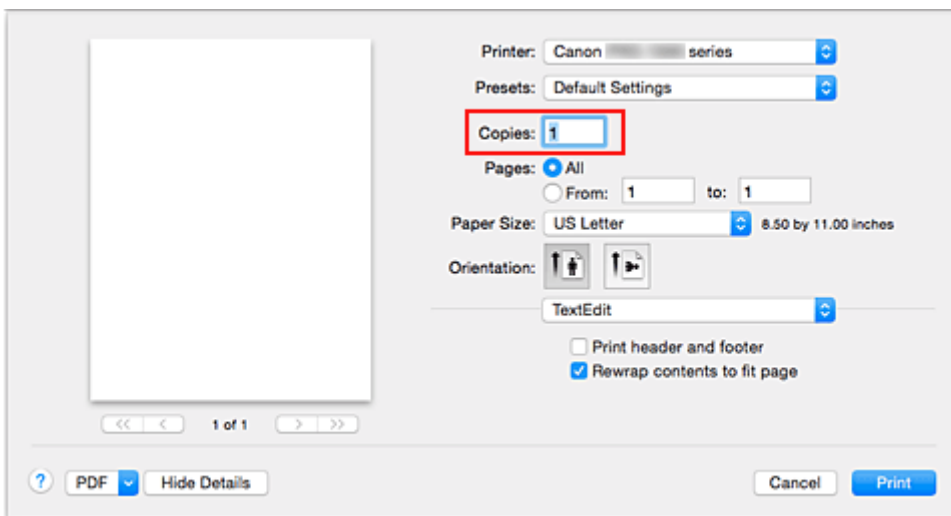 Printer: Canon series
Presets: Default Settings
Copies: 1
Pages: All
From: 1 to: 1
Paper Size: US Letter 8.50 by 11.00 inches
Orientation:
TextEdit
Print header and footer
Rewrap contents to fit page
<< < 1 of 1 > >>
? PDF Hide Details Cancel Print